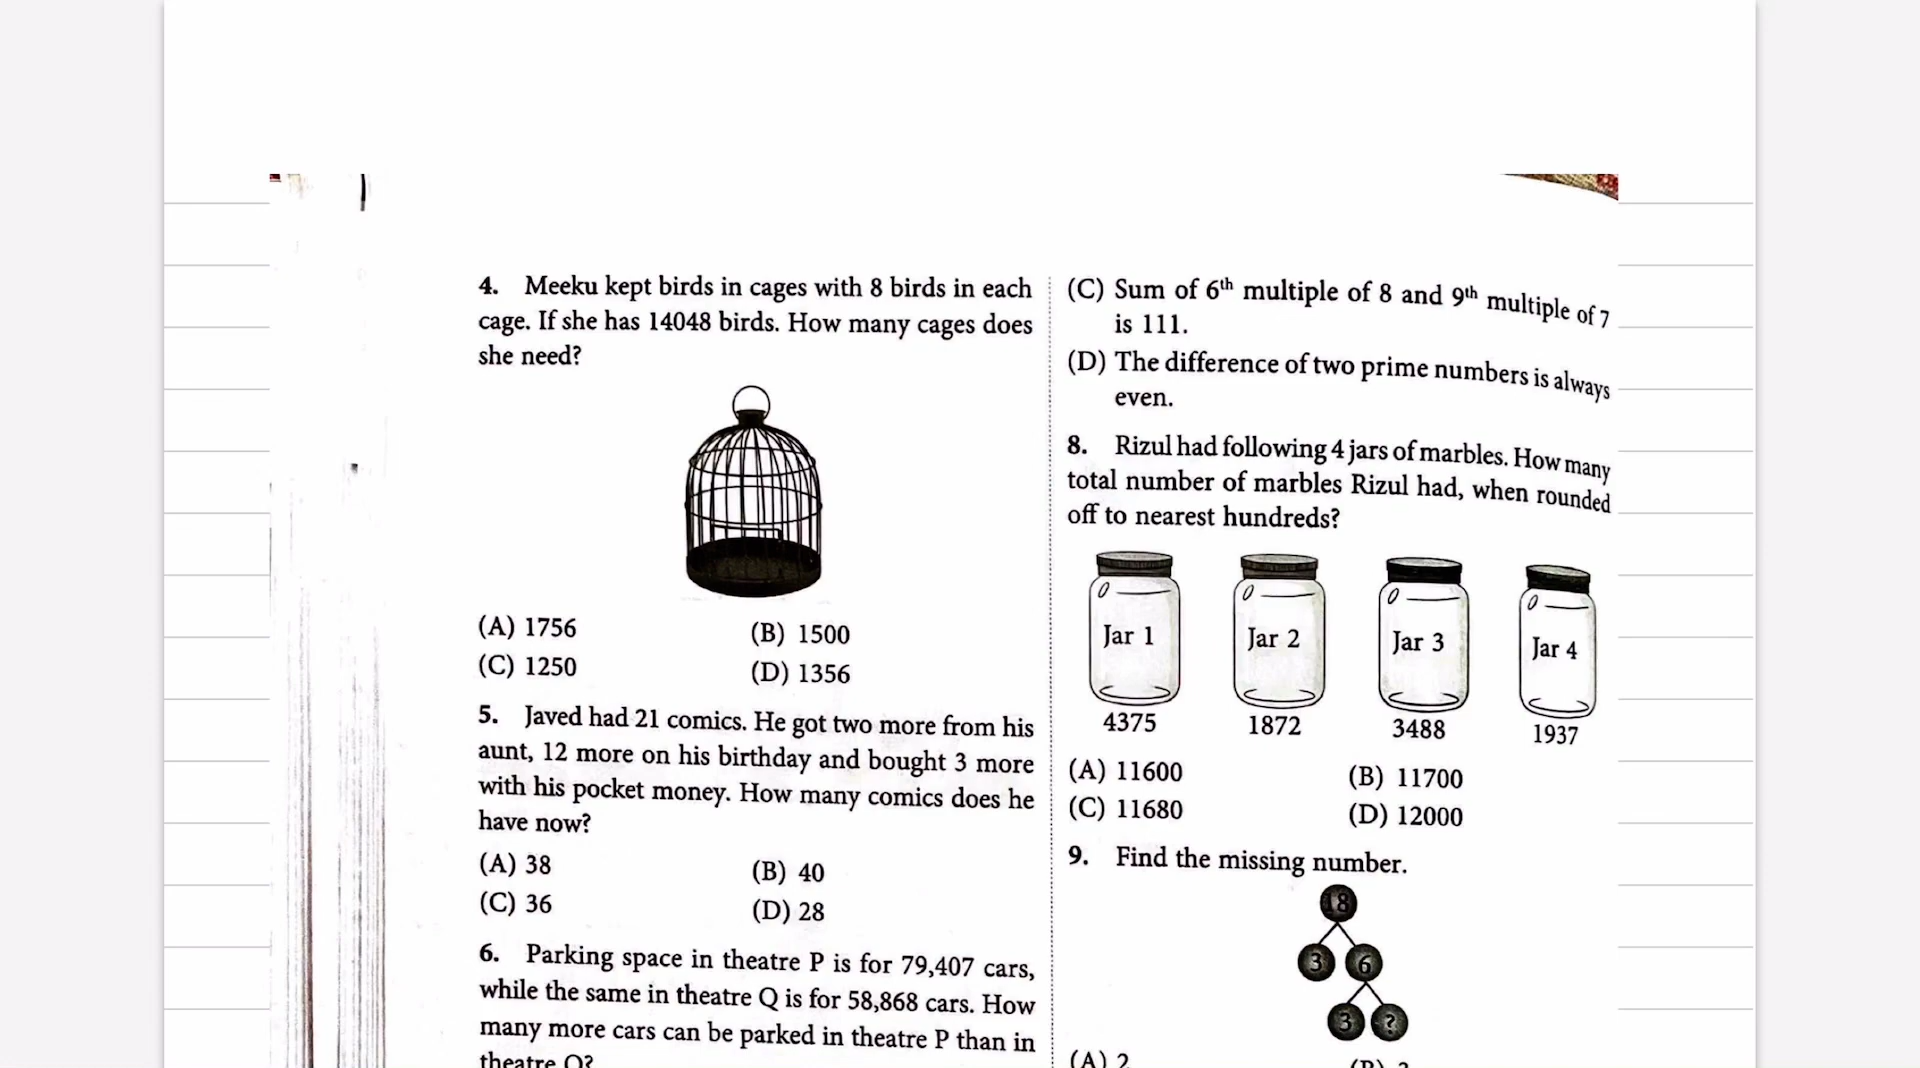 4. Meeku kept birds in cages with 8 birds in each
cage. If she has 14048 birds. How many cages does
she need?
(A) 1756 (B) 1500
(C) 1250 (D) 1356
5. Javed had 21 comics. He got two more from his
aunt, 12 more on his birthday and bought 3 more
with his pocket money. How many comics does he
have now?
(A) 38 (B) 40
(C) 36 (D) 28
6. Parking space in theatre P is for 79,407 cars,
while the same in theatre Q is for 58,868 cars. How
many more cars can be parked in theatre P than in
theatre Q?
(C) Sum of 6th multiple of 8 and 9th multiple of 7
is 111.
(D) The difference of two prime numbers is always
even.
8. Rizul had following 4 jars of marbles. How many
total number of marbles Rizul had, when rounded
off to nearest hundreds?
Jar 1 Jar 2 Jar 3 Jar 4
4375 1872 3488 1937
(A) 11600 (B) 11700
(C) 11680 (D) 12000
9. Find the missing number.
18
3 6
3 ?
(A) 2 (B)